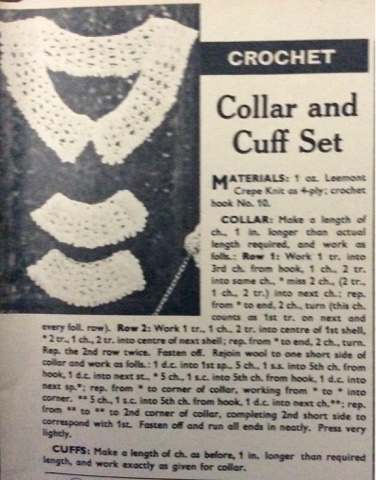 CROCHET
Collar and
Cuff Set
MATERIALS: 1 oz. Leemont
Crepe Knit as 4-ply; crochet
hook No. 10.
COLLAR: Make a length of
ch., 1 in. longer than actual
length required, and work as
folls.: Row 1: Work 1 tr. into
3rd ch. from hook, 1 ch., 2 tr.
into same ch., * miss 2 ch., (2 tr.,
1 ch., 2 tr.) into next ch.; rep.
from * to end, 2 ch., turn (this ch.
counts as 1st tr. on next and
every foll. row). Row 2: Work 1 tr., 1 ch., 2 tr. into centre of 1st shell,
* 2 tr., 1 ch., 2 tr. into centre of next shell; rep. from * to end, 2 ch., turn.
Rep. the 2nd row twice. Fasten off. Rejoin wool to one short side of
collar and work as folls.: 1 d.c. into 1st sp., 5 ch., 1 s.s. into 5th ch. from
hook, 1 d.c. into next st., * 5 ch., 1 s.c. into 5th ch. from hook, 1 d.c. into
next sp.*; rep. from * to corner of collar, working from * to * into
corner. ** 5 ch., 1 s.c. into 5th ch. from hook, 1 d.c. into next ch.**; rep.
from ** to ** to 2nd corner of collar, completing 2nd short side to
correspond with 1st. Fasten off and run all ends in neatly. Press very
lightly.
CUFFS: Make a length of ch. as before, 1 in. longer than required
length, and work exactly as given for collar.